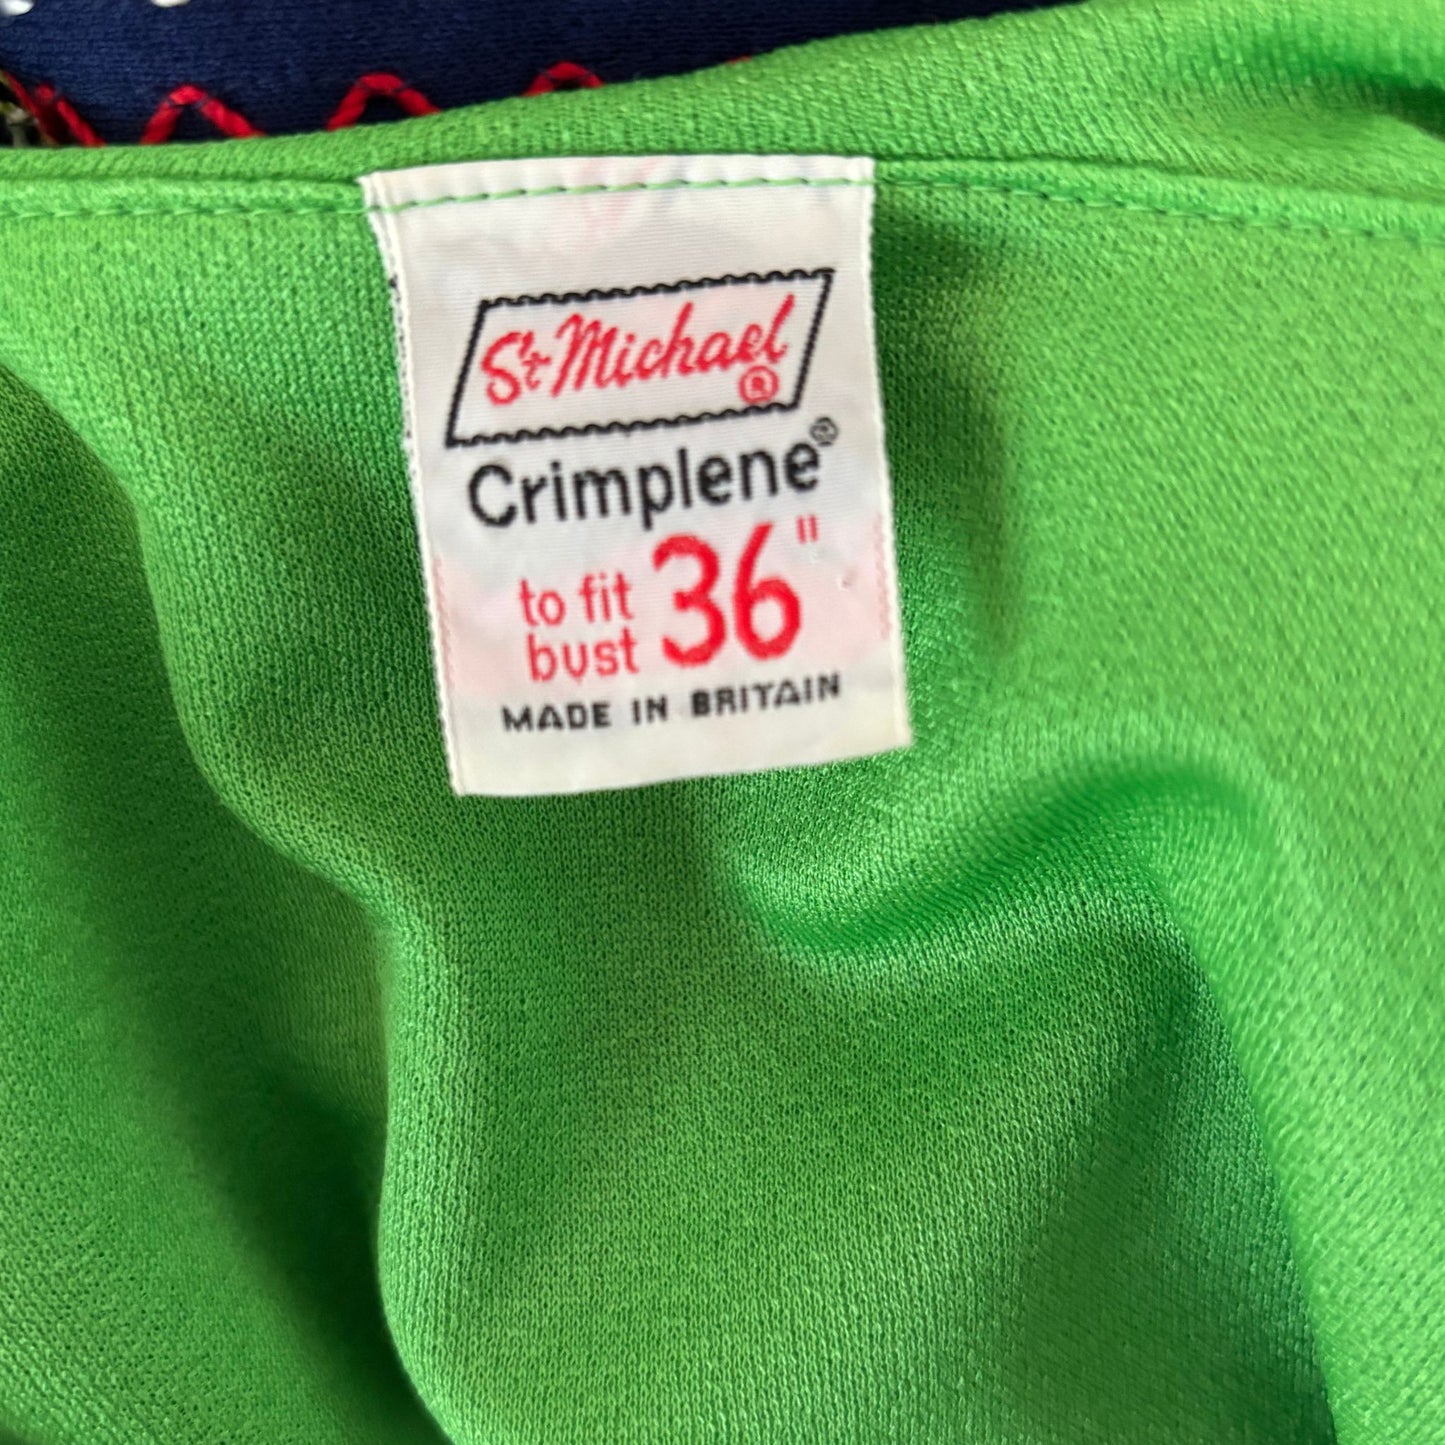 St Michael ®
Crimplene ®
to fit
bust 36"
MADE IN BRITAIN